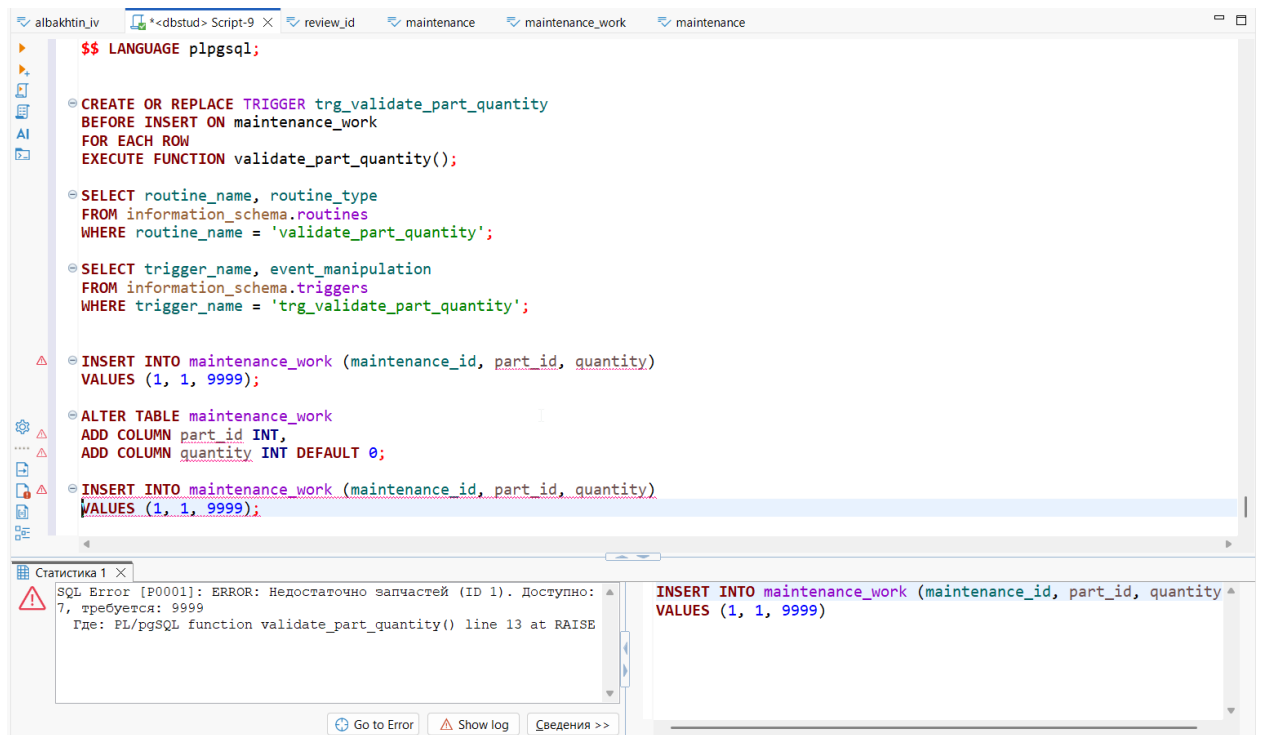 albakhtin_iv
*<dbstud> Script-9
review_id
maintenance
maintenance_work
maintenance
AI
$$ LANGUAGE plpgsql;
CREATE OR REPLACE TRIGGER trg_validate_part_quantity
BEFORE INSERT ON maintenance_work
FOR EACH ROW
EXECUTE FUNCTION validate_part_quantity();
SELECT routine_name, routine_type
FROM information_schema.routines
WHERE routine_name = 'validate_part_quantity';
SELECT trigger_name, event_manipulation
FROM information_schema.triggers
WHERE trigger_name = 'trg_validate_part_quantity';
INSERT INTO maintenance_work (maintenance_id, part_id, quantity)
VALUES (1, 1, 9999);
ALTER TABLE maintenance_work
ADD COLUMN part_id INT,
ADD COLUMN quantity INT DEFAULT 0;
INSERT INTO maintenance_work (maintenance_id, part_id, quantity)
VALUES (1, 1, 9999);
Статистика 1
SQL Error [P0001]: ERROR: Недостаточно запчастей (ID 1). Доступно:
7, требуется: 9999
Где: PL/pgSQL function validate_part_quantity() line 13 at RAISE
INSERT INTO maintenance_work (maintenance_id, part_id, quantity
VALUES (1, 1, 9999)
Go to Error
Show log
Сведения >>